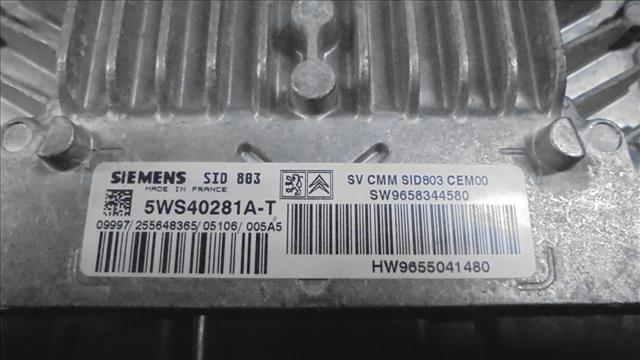 SIEMENS SID 803
MADE IN FRANCE
5WS40281A-T
09997/255648365/05106/005A5
SV CMM SID803 CEM00
SW9658344580
HW9655041480